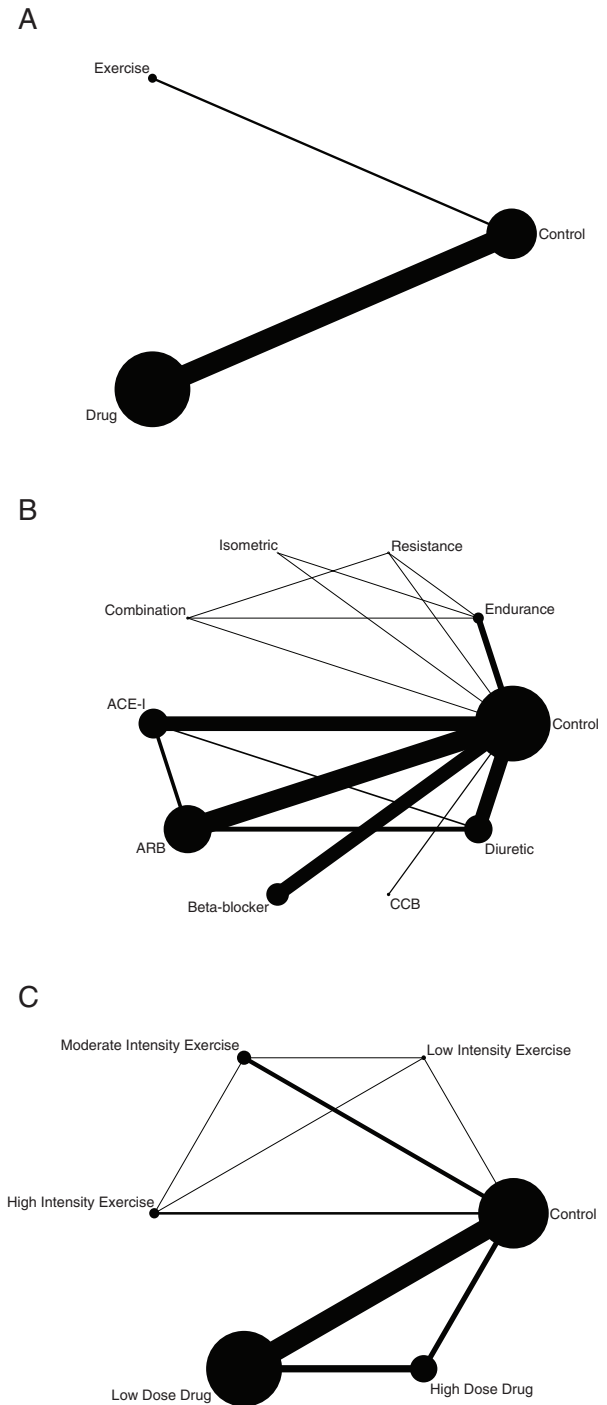 A
Exercise
Control
Drug
B
Isometric
Resistance
Combination
Endurance
ACE-I
Control
ARB
Diuretic
Beta-blocker
CCB
C
Moderate Intensity Exercise
Low Intensity Exercise
High Intensity Exercise
Control
Low Dose Drug
High Dose Drug